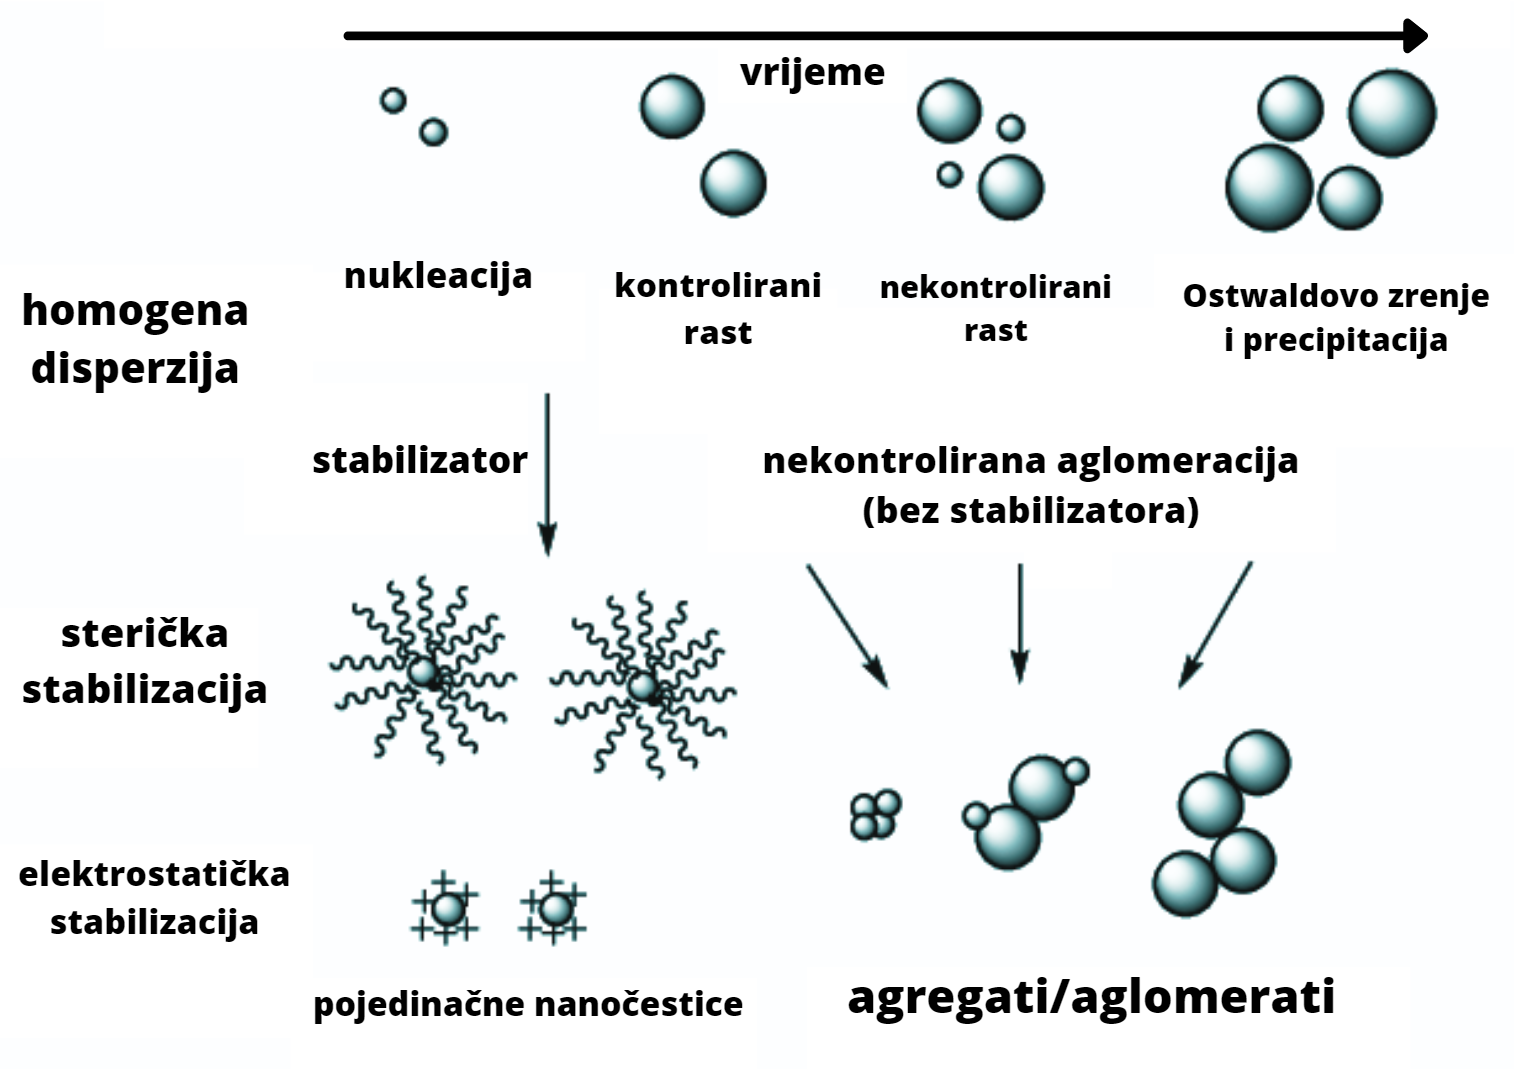 vrijeme
nukleacija
kontrolirani
rast
nekontrolirani
rast
Ostwaldovo zrenje
i precipitacija
homogena
disperzija
stabilizator
nekontrolirana aglomeracija
(bez stabilizatora)
sterička
stabilizacija
elektrostatička
stabilizacija
pojedinačne nanočestice
agregati/aglomerati